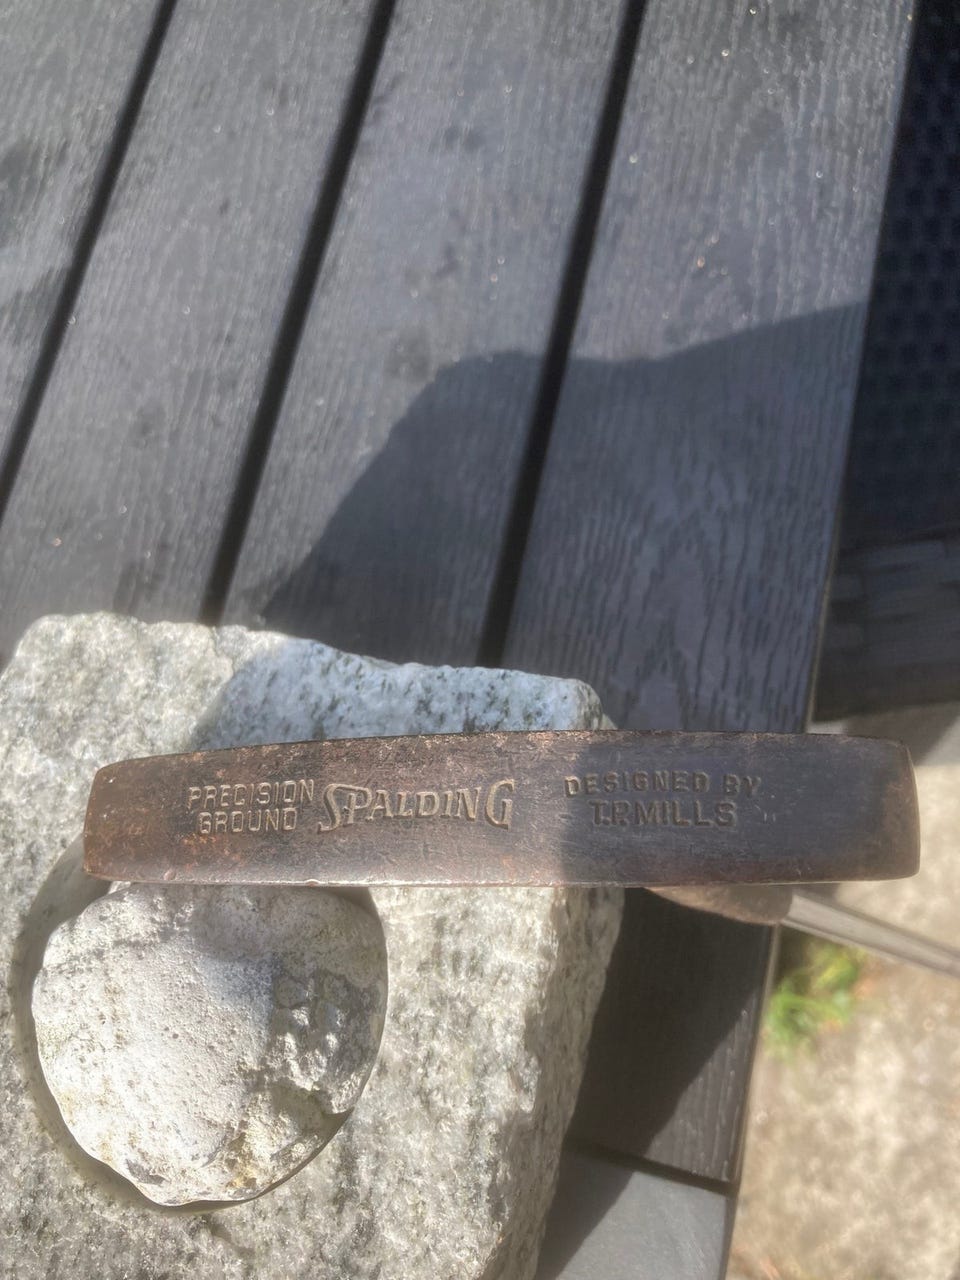 PRECISION
GROUND
SPALDING
DESIGNED BY
T.P. MILLS